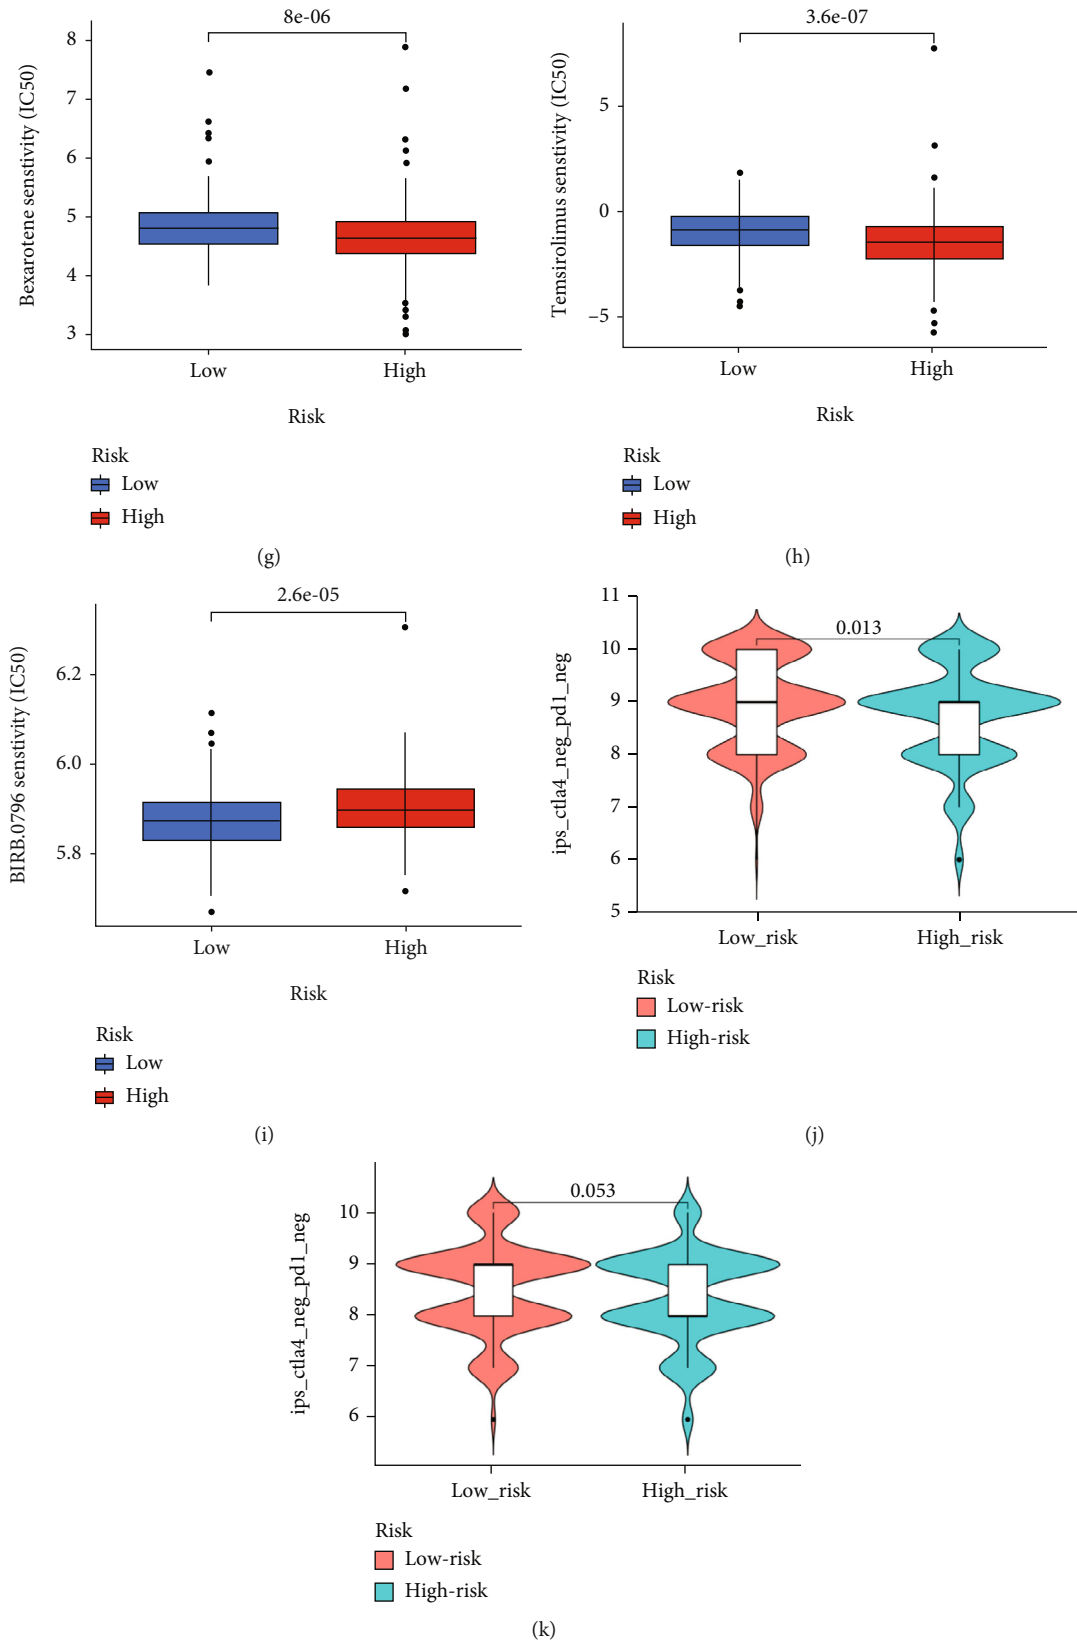 8e-06
Bexarotene senstivity (IC50)
8
7
6
5
4
3
Low
High
Risk
Risk
Low
High
(g)
3.6e-07
Temsirolimus senstivity (IC50)
5
0
–5
Low
High
Risk
Risk
Low
High
(h)
2.6e-05
BIRB.0796 senstivity (IC50)
6.2
6.0
5.8
Low
High
Risk
Risk
Low
High
(i)
0.013
ips_ctla4_neg_pd1_neg
11
10
9
8
7
6
5
Low_risk
High_risk
Risk
Low-risk
High-risk
(j)
0.053
ips_ctla4_neg_pd1_neg
10
9
8
7
6
Low_risk
High_risk
Risk
Low-risk
High-risk
(k)